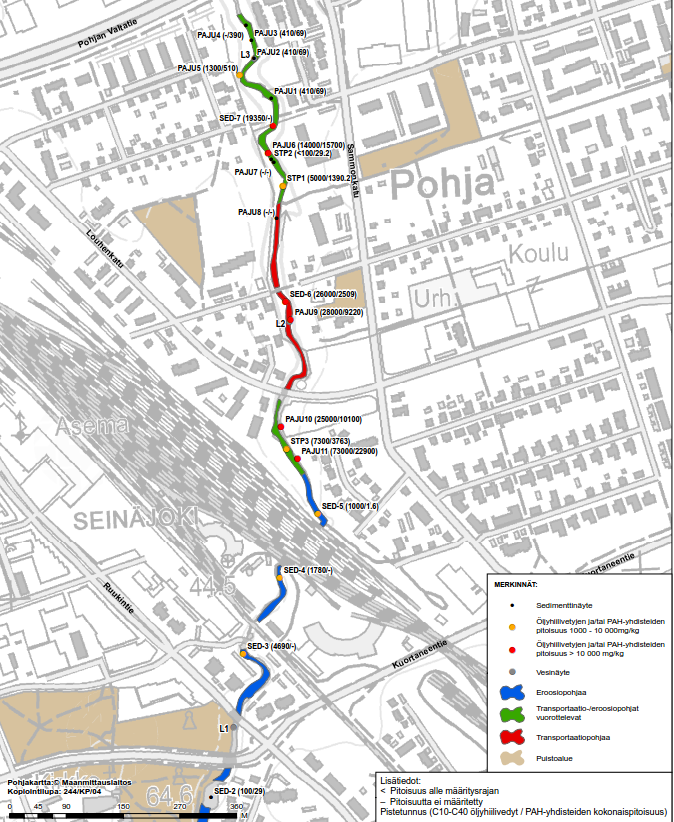 Pohjan Valtatie
PAJU4 (-/390)
PAJU3 (410/69)
L3
PAJU2 (410/69)
PAJU5 (1300/510)
PAJU1 (410/69)
SED-7 (19350/-)
PAJU6 (14000/15700)
STP2 (<100/29.2)
PAJU7 (-/-)
STP1 (5000/1390.2
Sammonkatu
Pohja
PAJU8 (-/-)
Louhenkatu
Koulu
SED-6 (26000/2509)
Urh.
PAJU9 (28000/9220)
L2
PAJU10 (25000/10100)
Asema
STP3 (7300/3763)
PAJU11 (73000/22900)
SED-5 (1000/1.6)
SEINÄJOKI
SED-4 (1780/-)
44.5
Ruukintie
SED-3 (4690/-)
Kuortaneentie
L1
64.6
SED-2 (100/29)
Pohjakartta:© Maanmittauslaitos
Kopiointilupa: 244/KP/04
0 45 90 150 270 360
M
MERKINNÄT:
Sedimenttinäyte
Öljyhiilivetyjen ja/tai PAH-yhdisteiden
pitoisuus 1000 - 10 000mg/kg
Öljyhiilivetyjen ja/tai PAH-yhdisteiden
pitoisuus > 10 000 mg/kg
Vesinäyte
Eroosiopohjaa
Transportaatio-/eroosiopohjat
vuorottelevat
Transportaatiopohjaa
Puistoalue
Lisätiedot:
< Pitoisuus alle määritysrajan
– Pitoisuutta ei määritetty
Pistetunnus (C10-C40 öljyhiilivedyt / PAH-yhdisteiden kokonaispitoisuus)